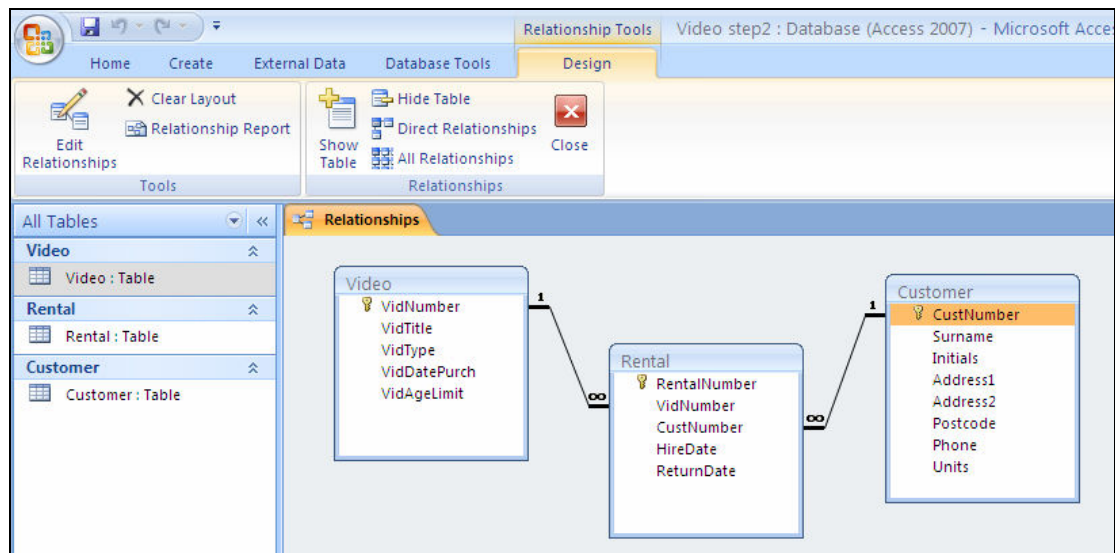 Relationship Tools
Video step2 : Database (Access 2007) - Microsoft Acce
Home Create External Data Database Tools Design
Edit Relationships
Clear Layout
Relationship Report
Tools
Show Table
Hide Table
Direct Relationships
All Relationships
Close
Relationships
All Tables
Video
Video : Table
Rental
Rental : Table
Customer
Customer : Table
Relationships
Video
VidNumber
VidTitle
VidType
VidDatePurch
VidAgeLimit
1
∞
Rental
RentalNumber
VidNumber
CustNumber
HireDate
ReturnDate
∞
1
Customer
CustNumber
Surname
Initials
Address1
Address2
Postcode
Phone
Units